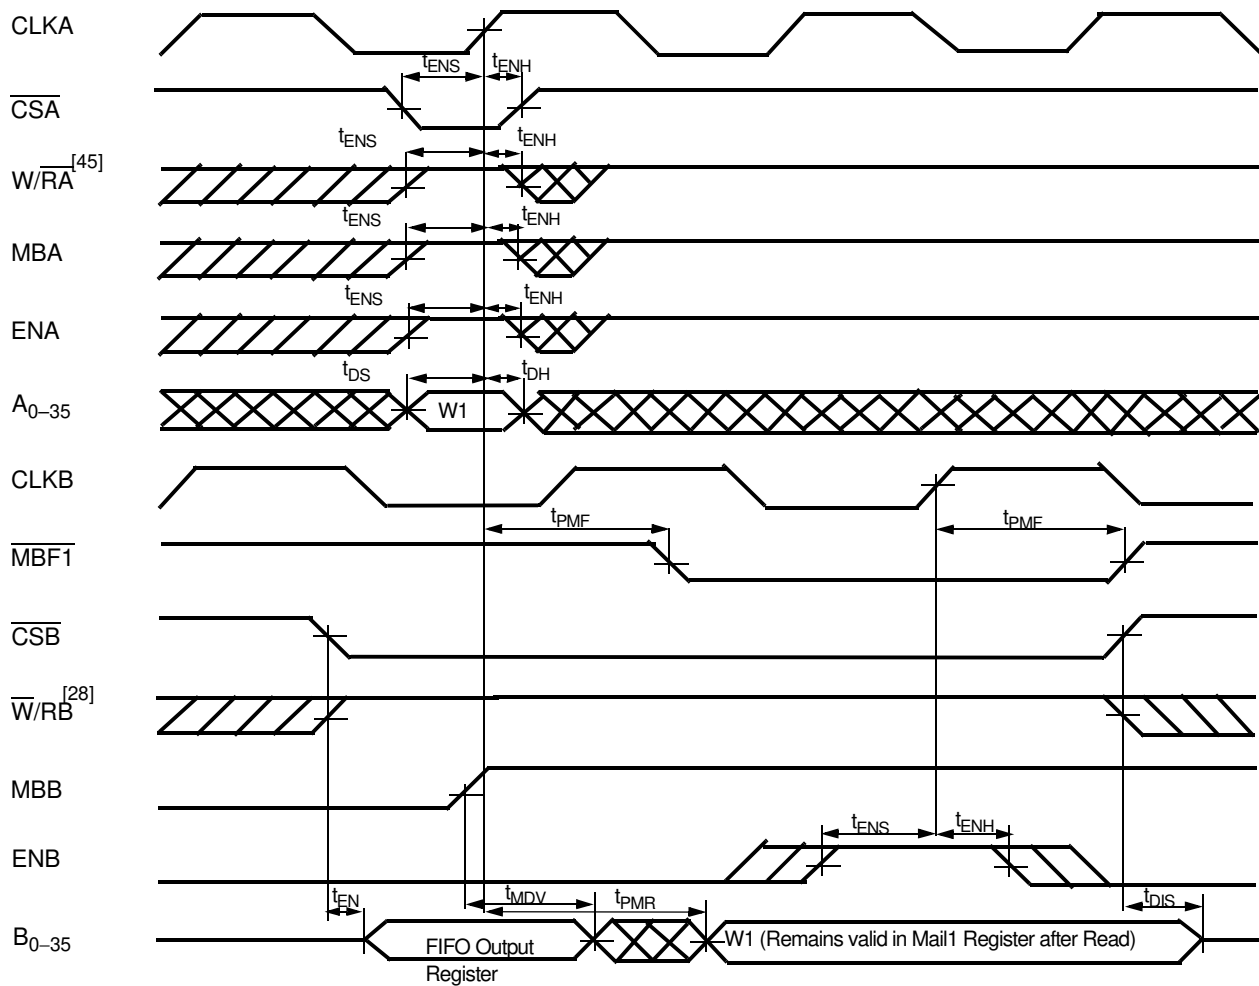 CLKA
tENS tENH
CSA
tENS tENH
W/RA[45]
tENS tENH
MBA
tENS tENH
ENA
tDS tDH
A0–35 W1
CLKB
tPMF tPMF
MBF1
CSB
W/RB[28]
MBB
tENS tENH
ENB
tEN tMDV tPMR tDIS
B0–35 FIFO Output W1 (Remains valid in Mail1 Register after Read)
Register